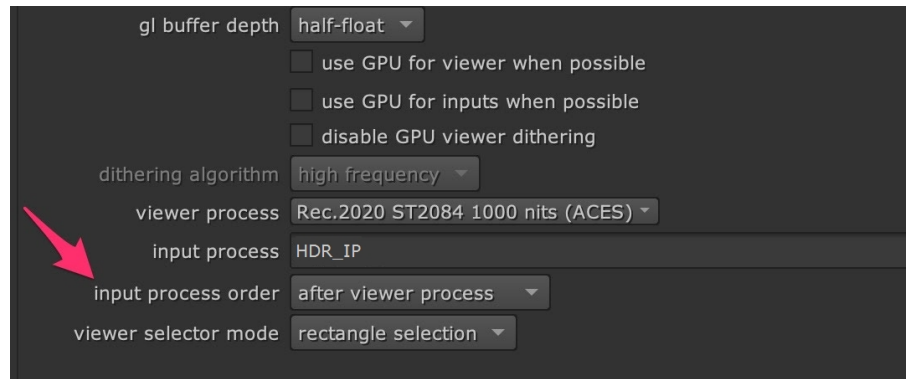 gl buffer depth half-float
use GPU for viewer when possible
use GPU for inputs when possible
disable GPU viewer dithering
dithering algorithm high frequency
viewer process Rec.2020 ST2084 1000 nits (ACES)
input process HDR_IP
input process order after viewer process
viewer selector mode rectangle selection